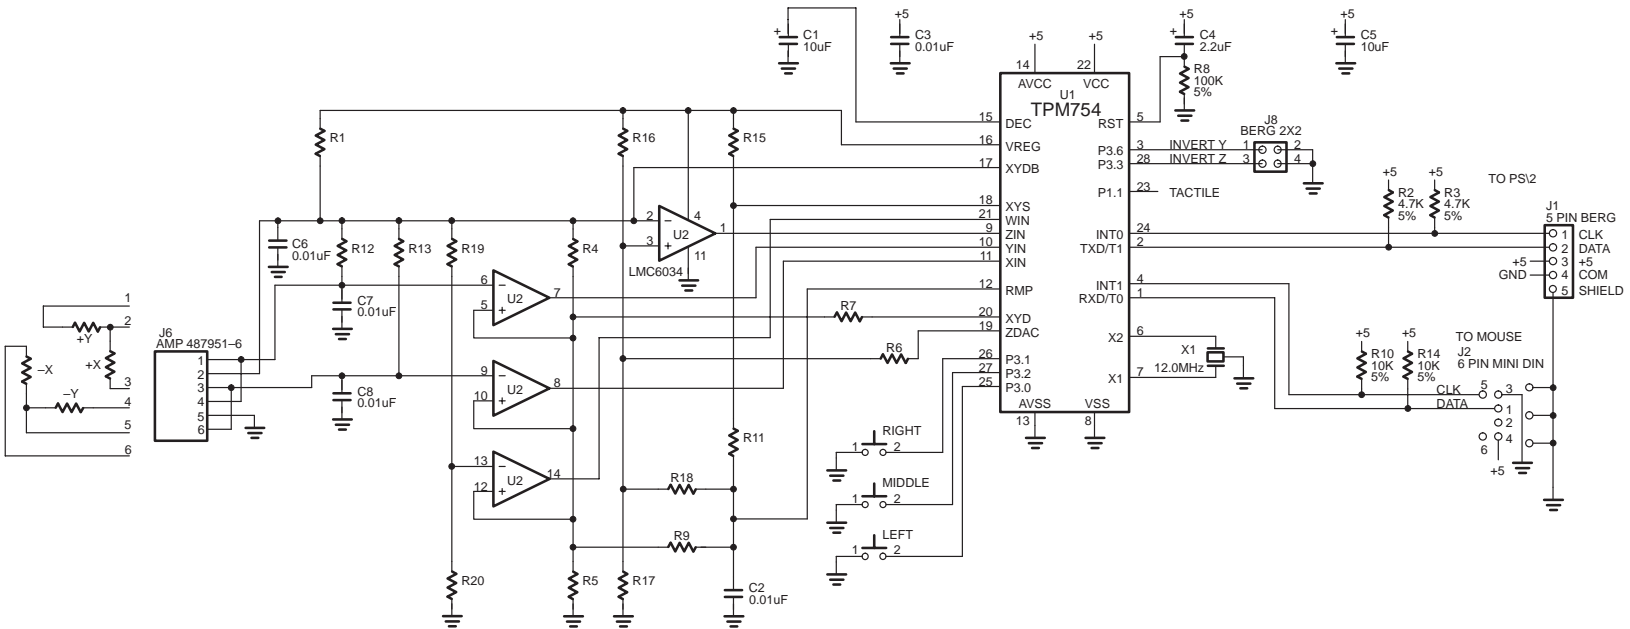 + C1
10uF
+5
C3
0.01uF
+5
+5
+5
+ C4
2.2uF
+5
+ C5
10uF
14
22
AVCC
VCC
R8
100K
5%
U1
TPM754
R1
R16
R15
15 DEC
16 VREG
17 XYDB
18 XYS
21 WIN
9 ZIN
10 YIN
11 XIN
12 RMP
20 XYD
19 ZDAC
26 P3.1
27 P3.2
25 P3.0
RST 5
P3.6 3 INVERT Y
P3.3 28 INVERT Z
P1.1 23 TACTILE
INT0 24
TXD/T1 2
INT1 4
RXD/T0 1
X2 6
X1 7
AVSS
VSS
13
8
J8
BERG 2X2
1 2
3 4
+5
R2
4.7K
5%
+5
R3
4.7K
5%
TO PS\2
J1
5 PIN BERG
1 CLK
2 DATA
+5 3 +5
GND 4 COM
5 SHIELD
2 –
4
U2
1
3 +
11
LMC6034
C6
0.01uF
R12
R13
R19
R4
6 –
U2
7
5 +
C7
0.01uF
R7
R6
1
2
+Y
–X
+X
3
–Y
4
5
6
J6
AMP 487951–6
1
2
3
4
5
6
9 –
U2
8
10 +
C8
0.01uF
13 –
U2
14
12 +
R11
R18
R9
R20
R5
R17
C2
0.01uF
RIGHT
1 2
MIDDLE
1 2
LEFT
1 2
X1
12.0MHz
+5
R10
10K
5%
+5
R14
10K
5%
TO MOUSE
J2
6 PIN MINI DIN
CLK 5 3
DATA 1
2
4
6
+5